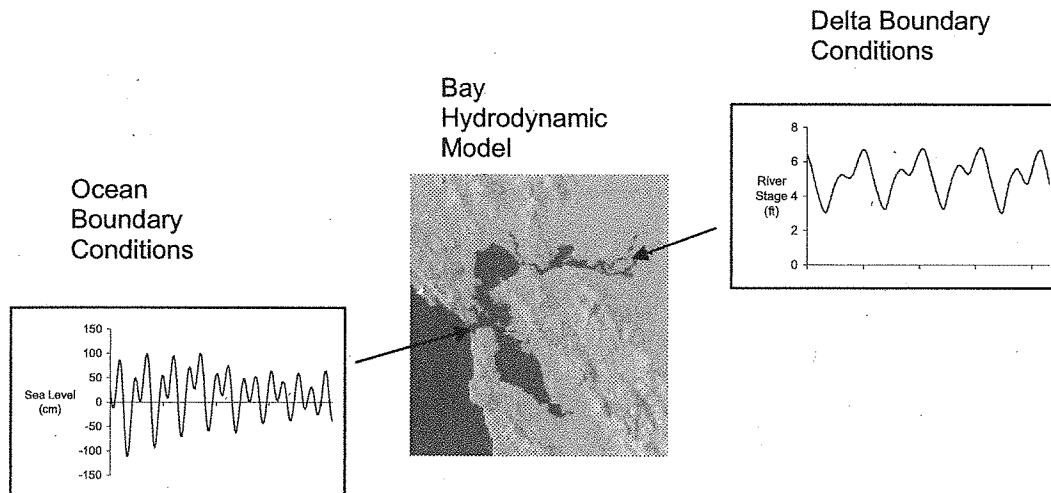 Delta Boundary
Conditions
Bay
Hydrodynamic
Model
Ocean
Boundary
Conditions
8
6
4
2
0
River
Stage
(ft)
150
100
50
0
-50
-100
-150
Sea Level
(cm)